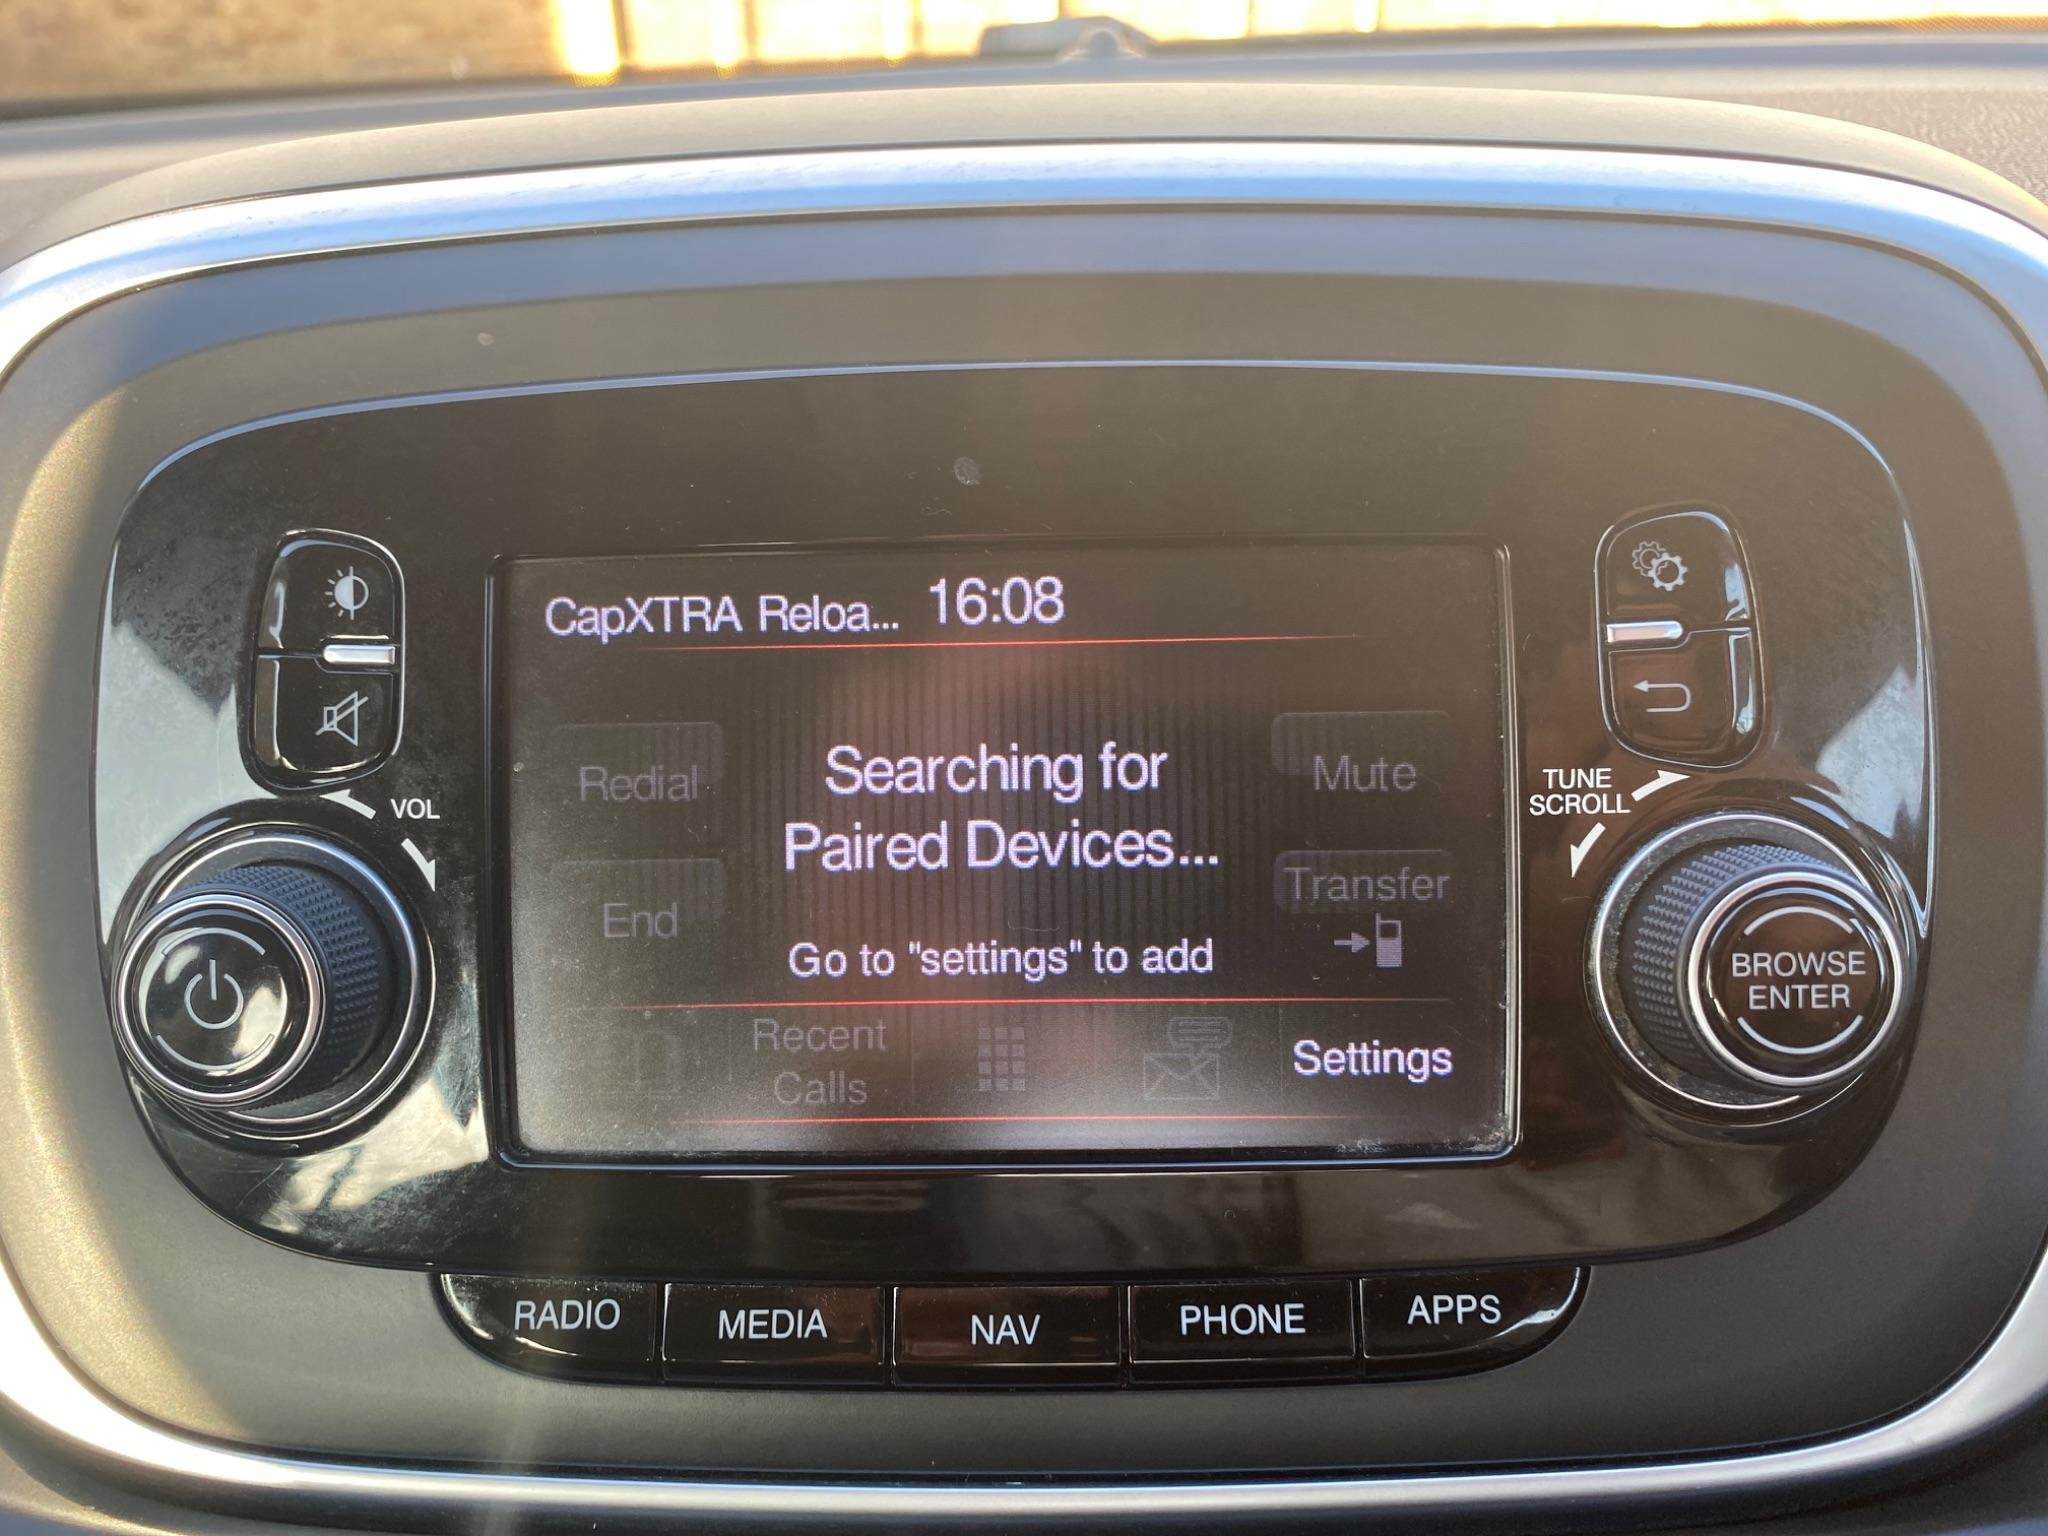 CapXTRA Reloa... 16:08
Redial
Searching for
Paired Devices...
Mute
End
Transfer
Go to "settings" to add
Recent
Calls
Settings
VOL
TUNE
SCROLL
BROWSE
ENTER
RADIO
MEDIA
NAV
PHONE
APPS